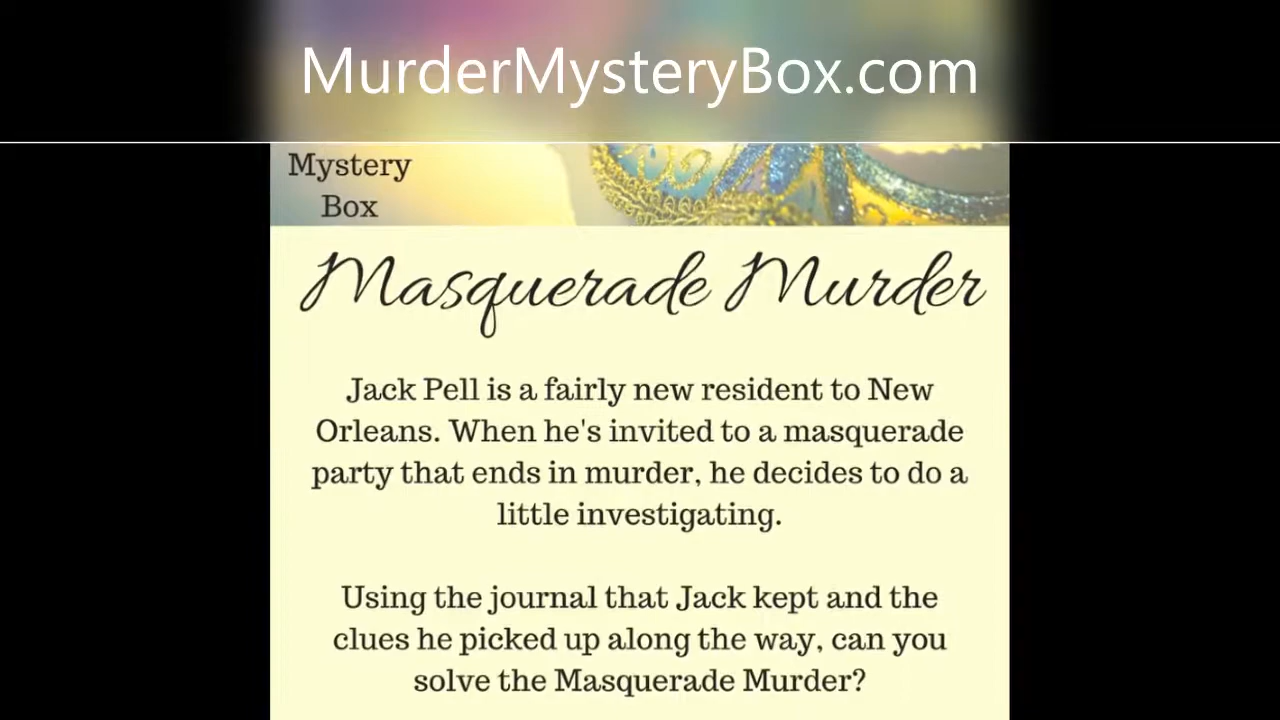 MurderMysteryBox.com
Mystery
Box
Masquerade Murder
Jack Pell is a fairly new resident to New
Orleans. When he's invited to a masquerade
party that ends in murder, he decides to do a
little investigating.
Using the journal that Jack kept and the
clues he picked up along the way, can you
solve the Masquerade Murder?